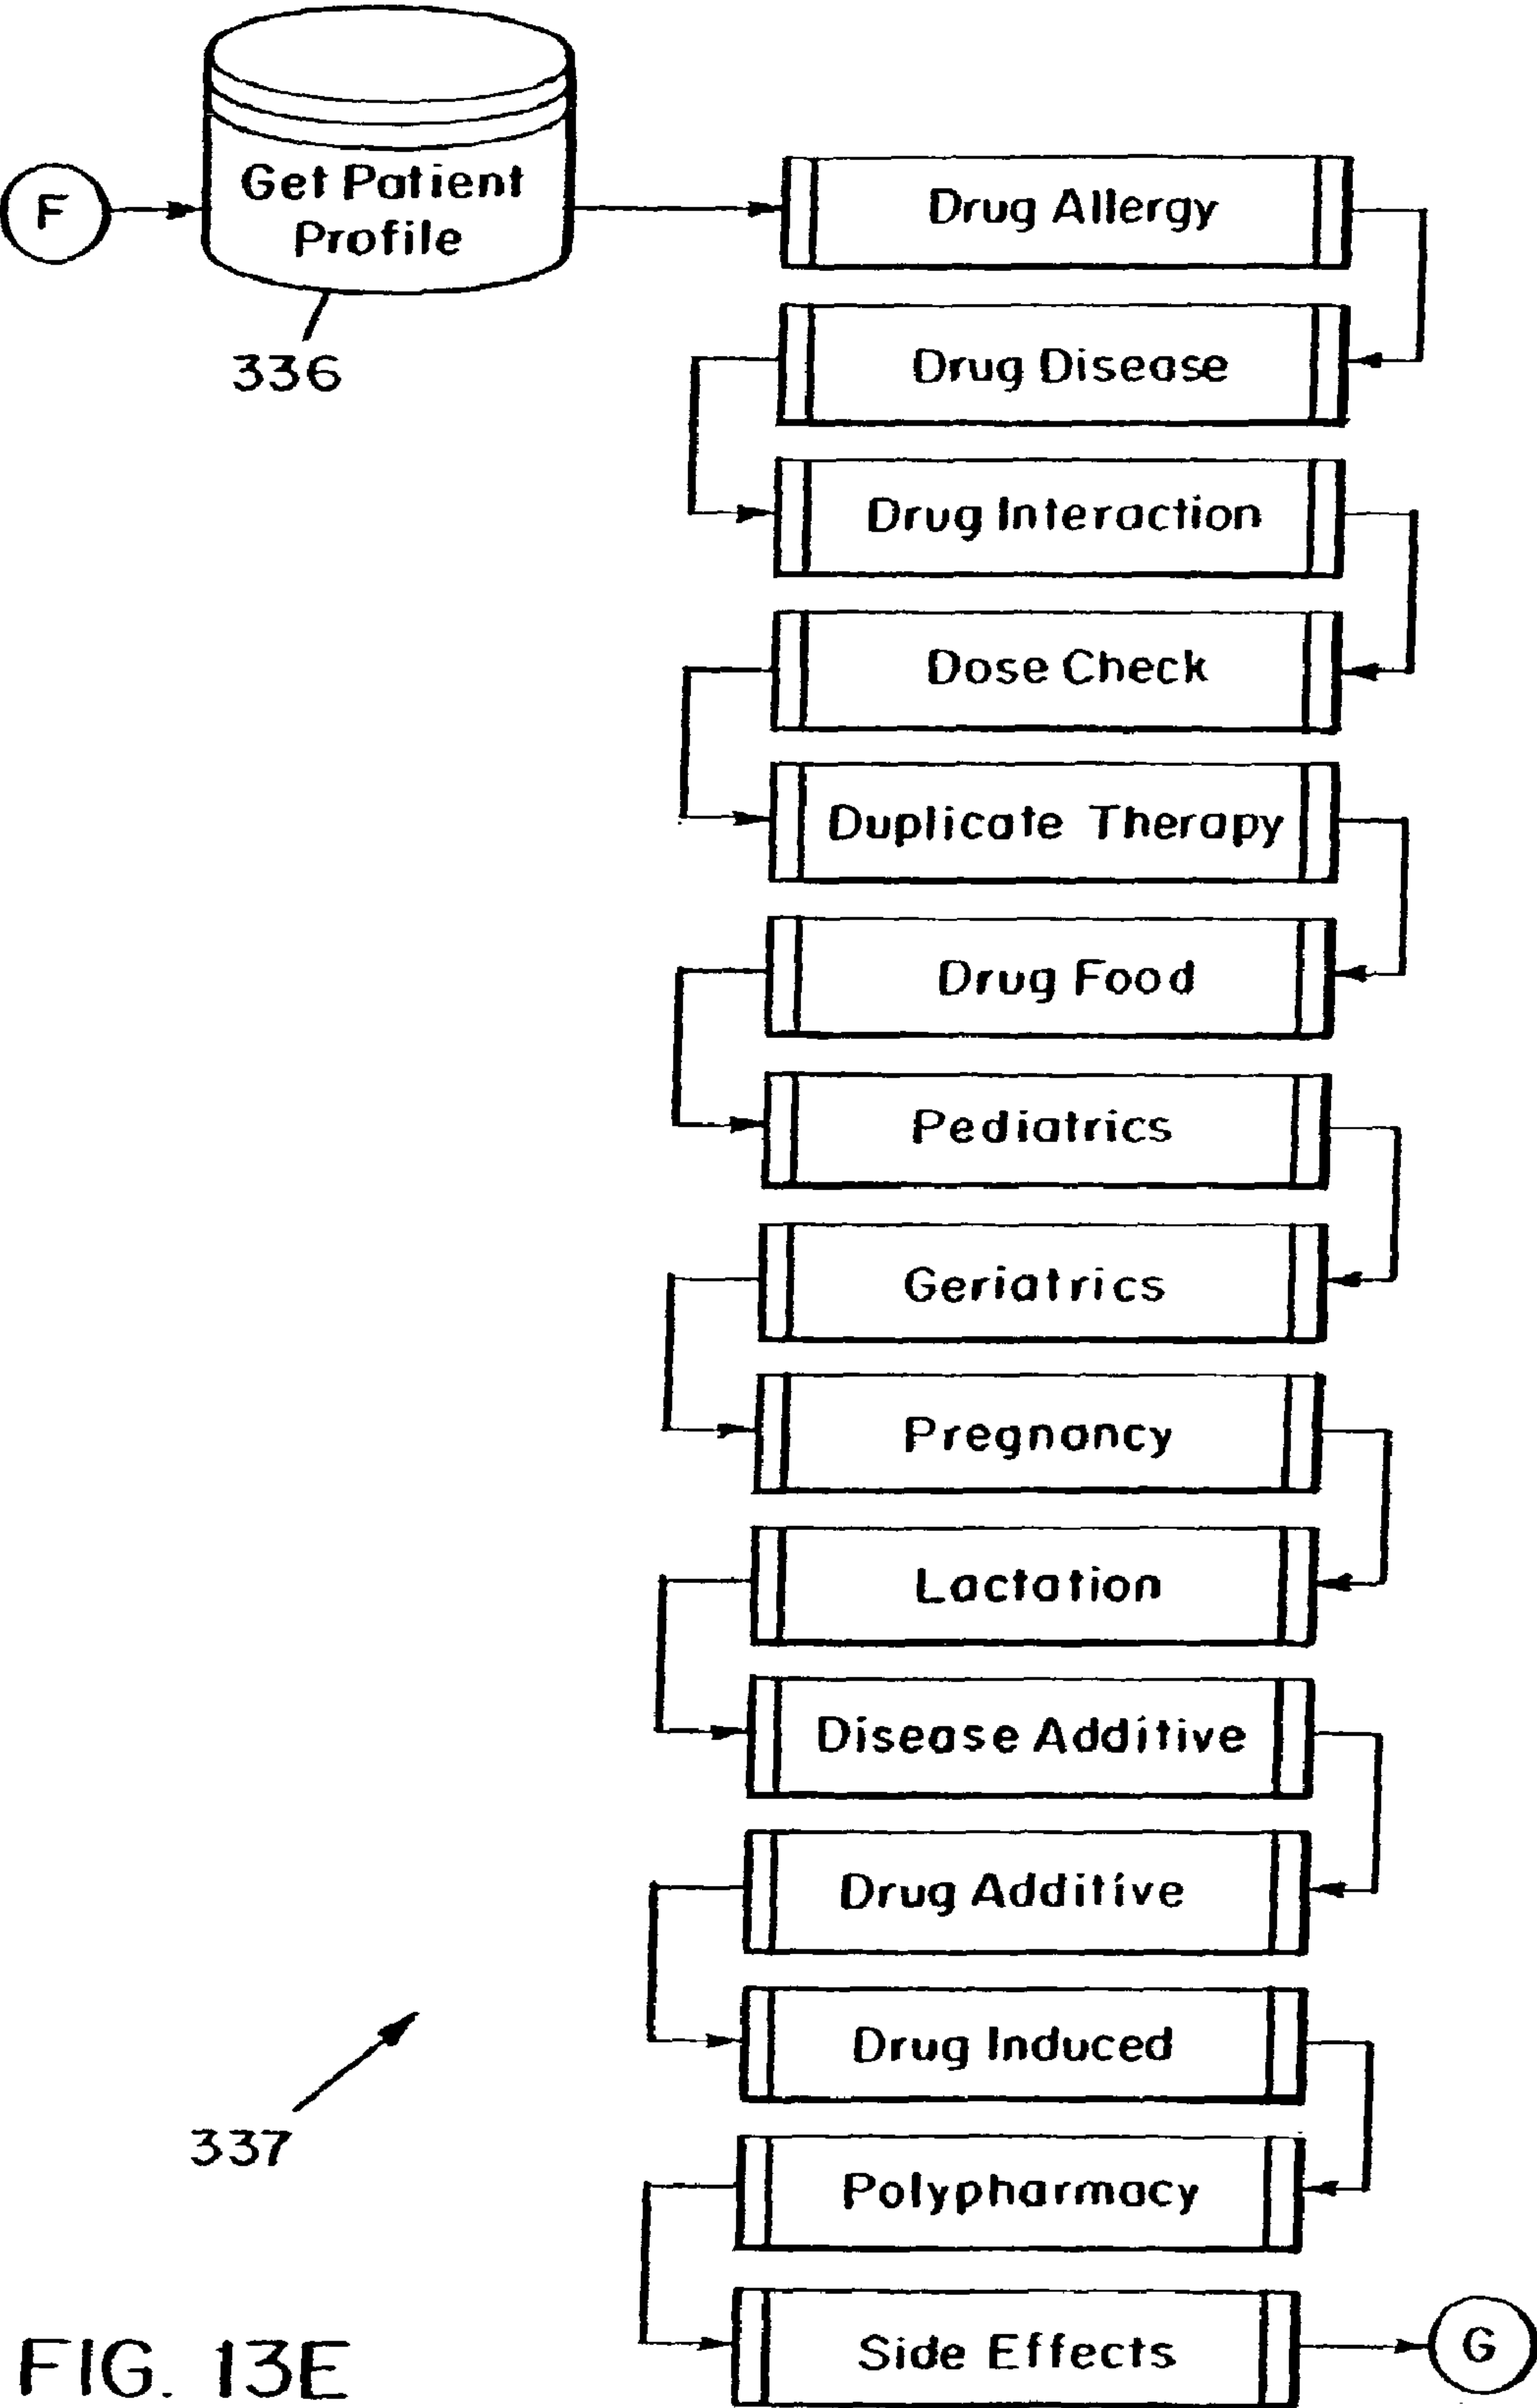 F
Get Patient
Profile
336
Drug Allergy
Drug Disease
Drug Interaction
Dose Check
Duplicate Therapy
Drug Food
Pediatrics
Geriatrics
Pregnancy
Lactation
Disease Additive
Drug Additive
Drug Induced
337
Polypharmacy
Side Effects
G
FIG. 13E